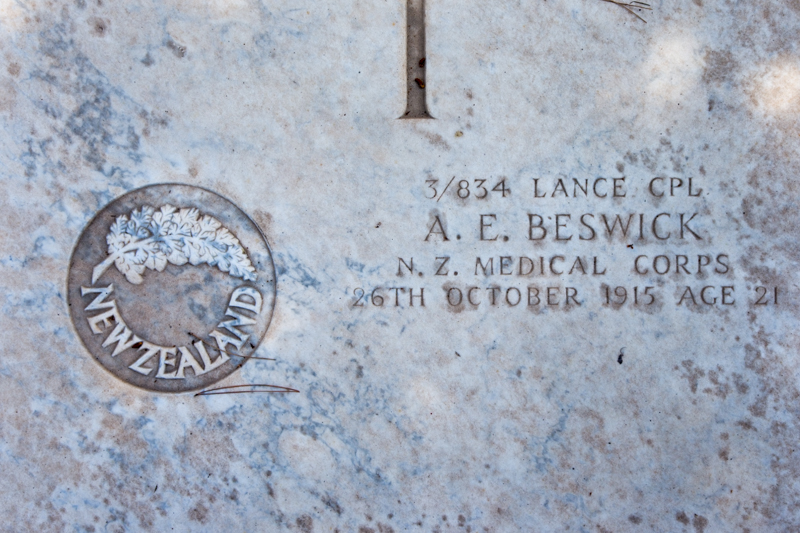 3/834 LANCE CPL.
A. E. BESWICK
N. Z. MEDICAL CORPS
26TH OCTOBER 1915 AGE 21
NEW ZEALAND